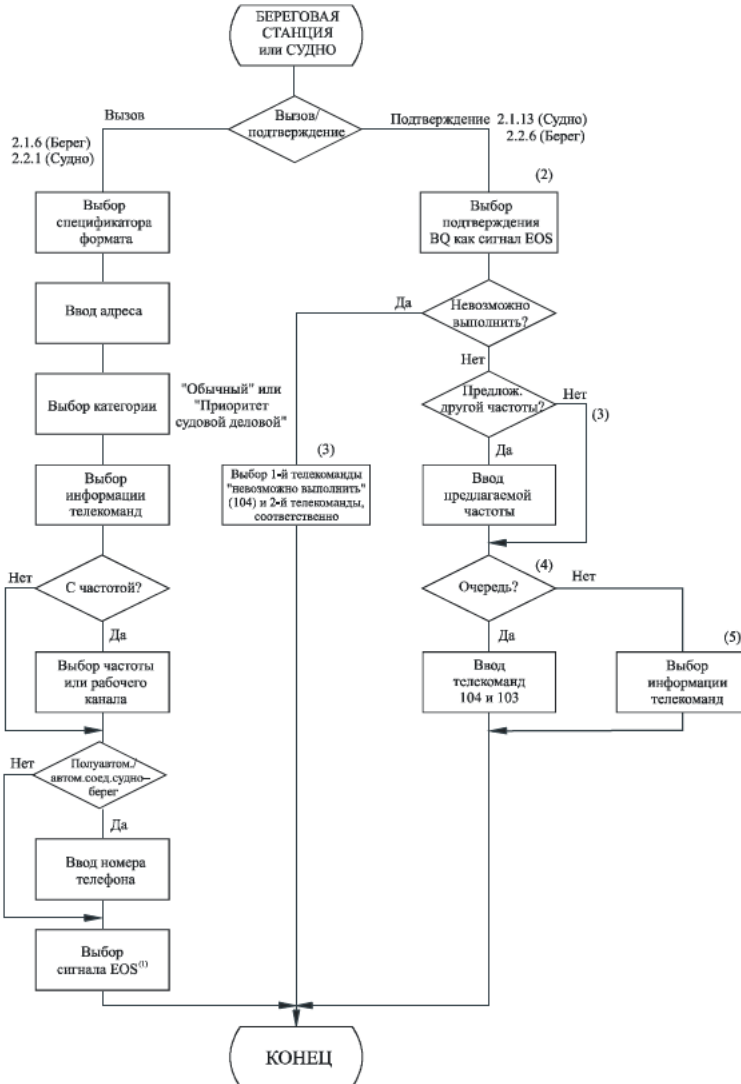 БЕРЕГОВАЯ
СТАНЦИЯ
или СУДНО
Вызов/
подтверждение
Вызов
2.1.6 (Берег)
2.2.1 (Судно)
Подтверждение 2.1.13 (Судно)
2.2.6 (Берег)
Выбор
спецификатора
формата
Ввод адреса
Выбор категории
"Обычный" или
"Приоритет
судовой деловой"
Выбор
информации
телекоманд
С частотой?
Нет
Да
Выбор частоты
или рабочего
канала
Полуавтом./
автом.соед.судно–
берег
Нет
Да
Ввод номера
телефона
Выбор
сигнала EOS(1)
(2)
Выбор
подтверждения
BQ как сигнал EOS
Невозможно
выполнить?
Да
Нет
(3)
Выбор 1-й телекоманды
"невозможно выполнить"
(104) и 2-й телекоманды,
соответственно
Предлож.
другой частоты?
Нет
(3)
Да
Ввод
предлагаемой
частоты
(4)
Очередь?
Нет
Да
Ввод
телекоманд
104 и 103
(5)
Выбор
информации
телекоманд
КОНЕЦ